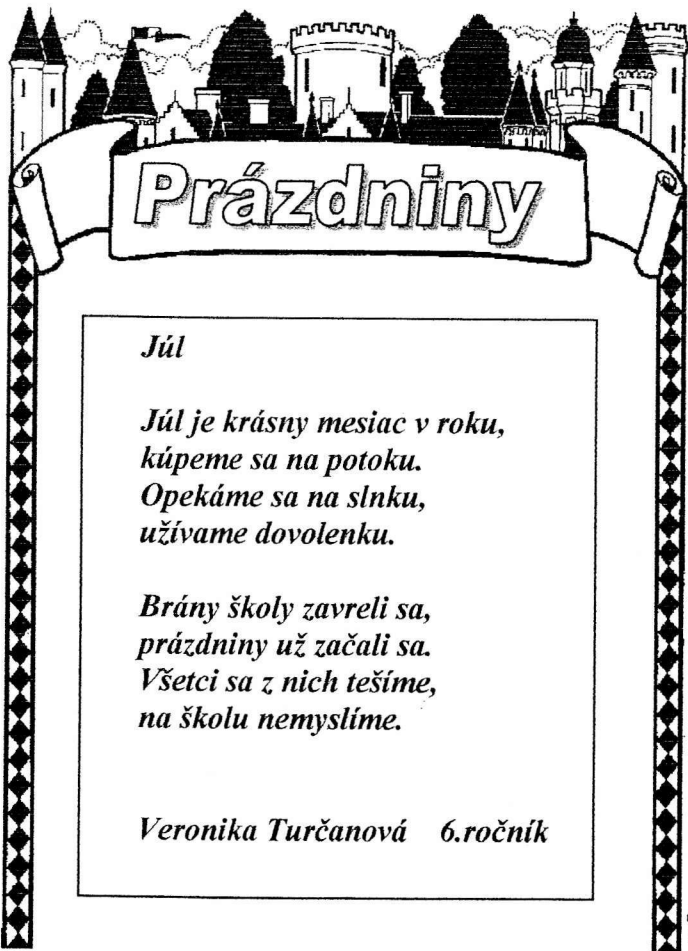 Prázdniny
Júl
Júl je krásny mesiac v roku,
kúpeme sa na potoku.
Opekáme sa na slnku,
užívame dovolenku.
Brány školy zavreli sa,
prázdniny už začali sa.
Všetci sa z nich tešíme,
na školu nemyslíme.
Veronika Turčanová 6.ročník